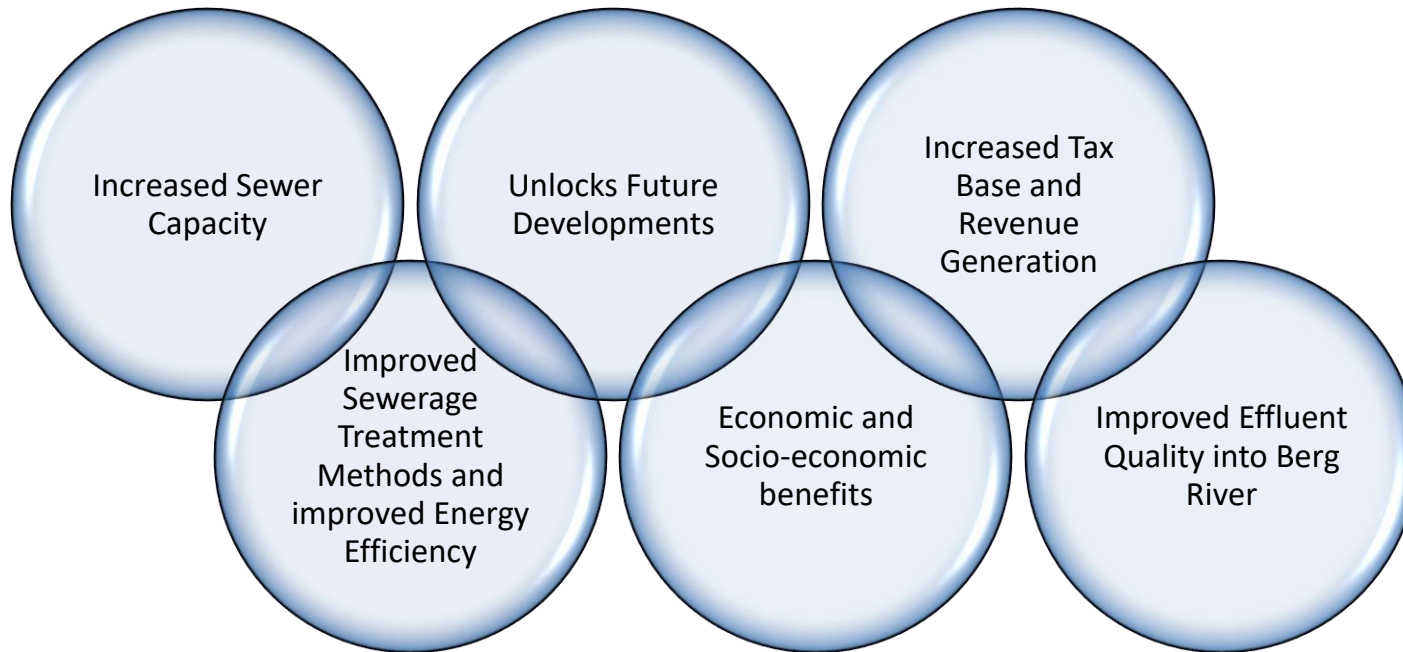 Increased Sewer
Capacity
Improved
Sewerage
Treatment
Methods and
improved Energy
Efficiency
Unlocks Future
Developments
Economic and
Socio-economic
benefits
Increased Tax
Base and
Revenue
Generation
Improved Effluent
Quality into Berg
River